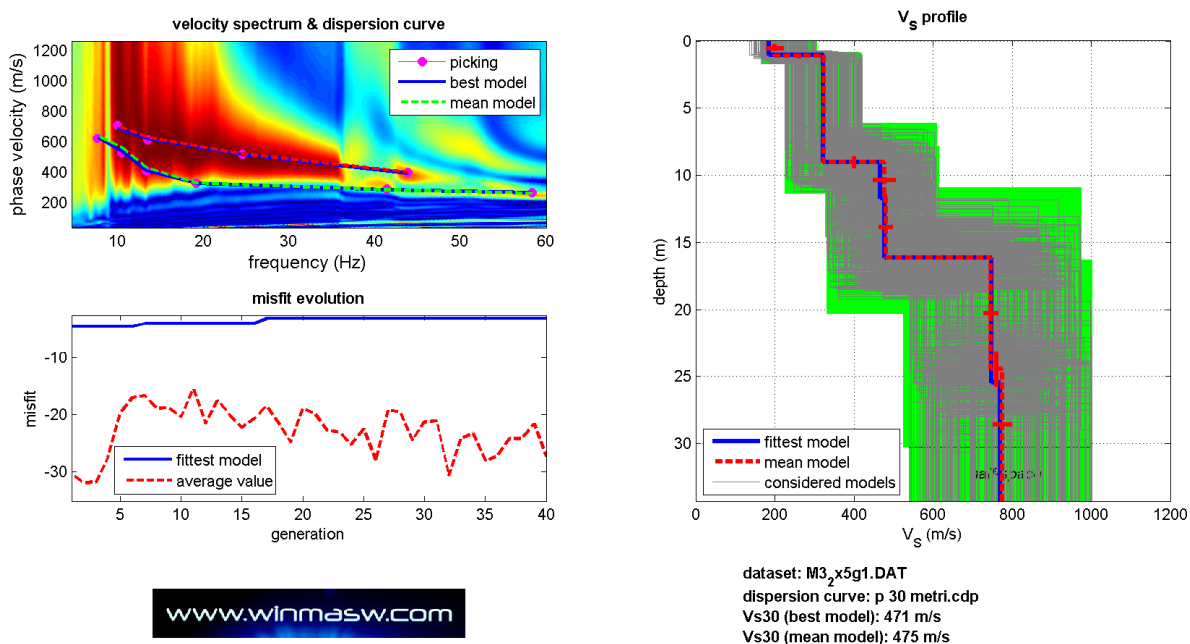 velocity spectrum & dispersion curve
1200
1000
800
600
400
200
phase velocity (m/s)
picking
best model
mean model
10
20
30
40
50
60
frequency (Hz)
misfit evolution
-10
-20
-30
misfit
fittest model
average value
5
10
15
20
25
30
35
40
generation
www.winmasw.com
VS profile
0
5
10
15
20
25
30
depth (m)
fittest model
mean model
considered models
0
200
400
600
800
1000
1200
VS (m/s)
dataset: M32x5g1.DAT
dispersion curve: p 30 metri.cdp
Vs30 (best model): 471 m/s
Vs30 (mean model): 475 m/s